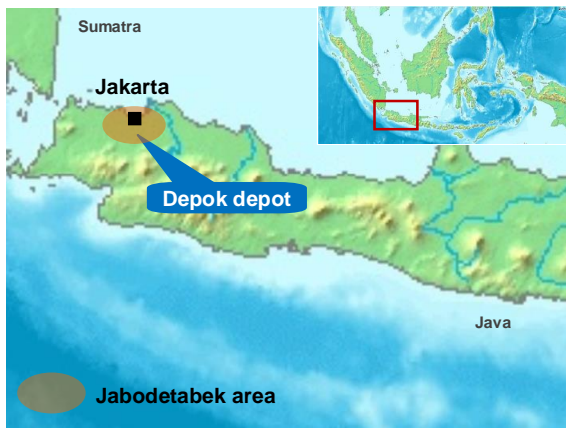 Sumatra
Jakarta
Depok depot
Java
Jabodetabek area